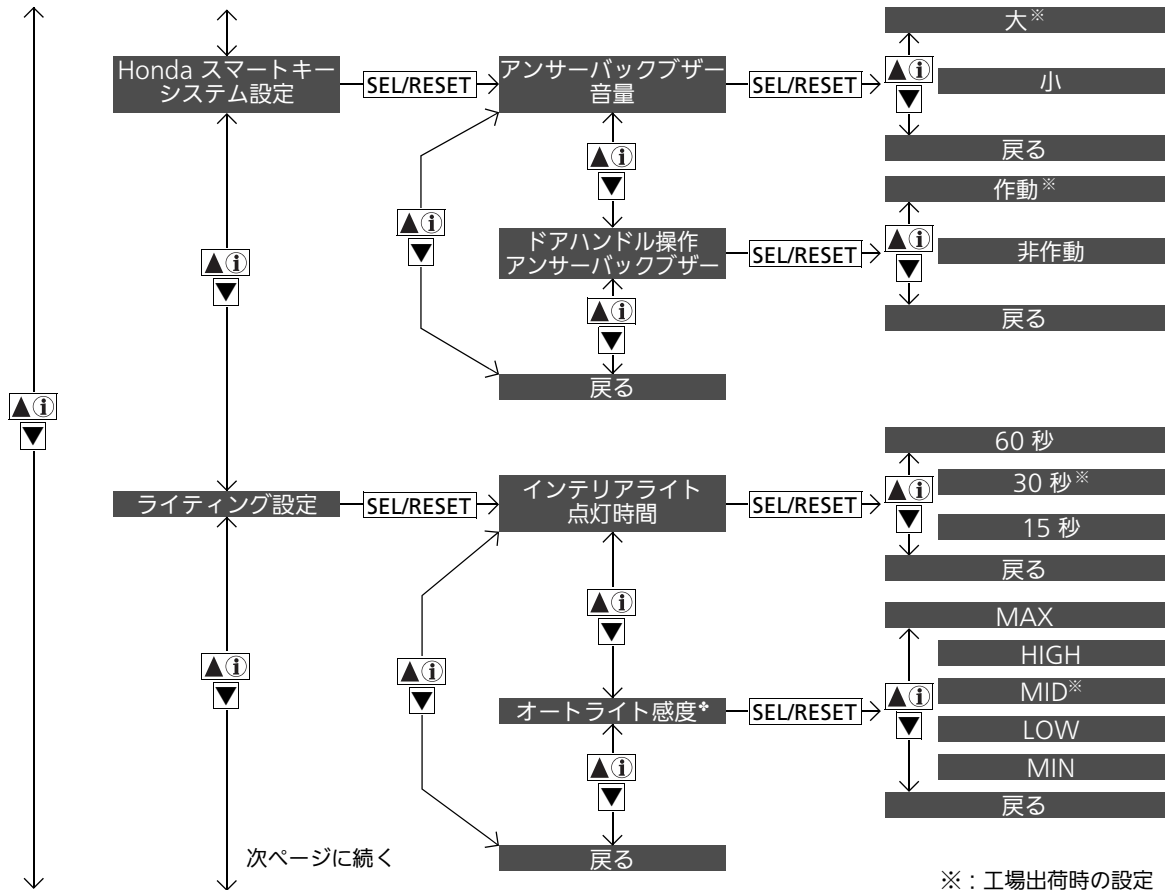 Honda スマートキー
システム設定
SEL/RESET
アンサーバックブザー
音量
SEL/RESET
大※
▲ⓘ
▼
小
戻る
▲ⓘ
▼
▲ⓘ
▼
▲ⓘ
▼
ドアハンドル操作
アンサーバックブザー
SEL/RESET
作動※
▲ⓘ
▼
非作動
戻る
▲ⓘ
▼
戻る
▲ⓘ
▼
ライティング設定
SEL/RESET
インテリアライト
点灯時間
SEL/RESET
60 秒
▲ⓘ
▼
30 秒※
15 秒
戻る
▲ⓘ
▼
▲ⓘ
▼
▲ⓘ
▼
オートライト感度✤
SEL/RESET
MAX
▲ⓘ
▼
HIGH
MID※
LOW
MIN
戻る
▲ⓘ
▼
戻る
次ページに続く
※：工場出荷時の設定